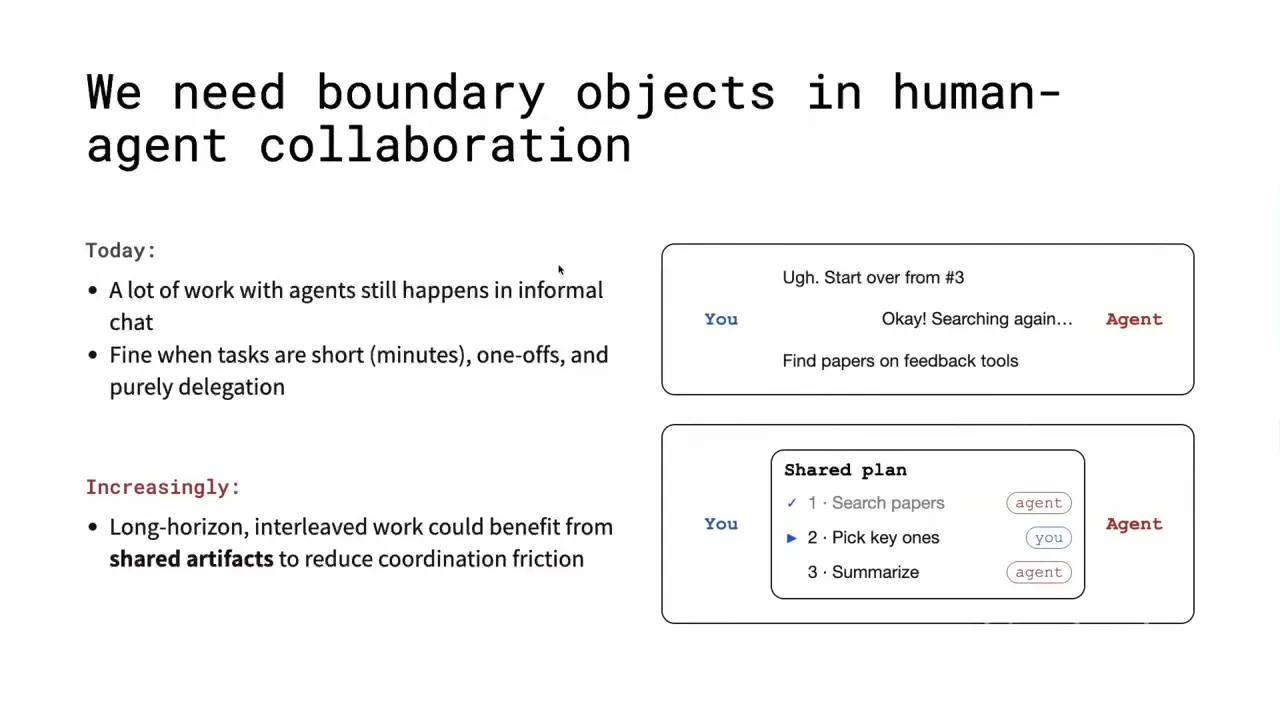 We need boundary objects in human-
agent collaboration
Today:
• A lot of work with agents still happens in informal
chat
• Fine when tasks are short (minutes), one-offs, and
purely delegation
Increasingly:
• Long-horizon, interleaved work could benefit from
shared artifacts to reduce coordination friction
Ugh. Start over from #3
You
Okay! Searching again…
Agent
Find papers on feedback tools
You
Shared plan
✓ 1 · Search papers agent
▶ 2 · Pick key ones you
3 · Summarize agent
Agent